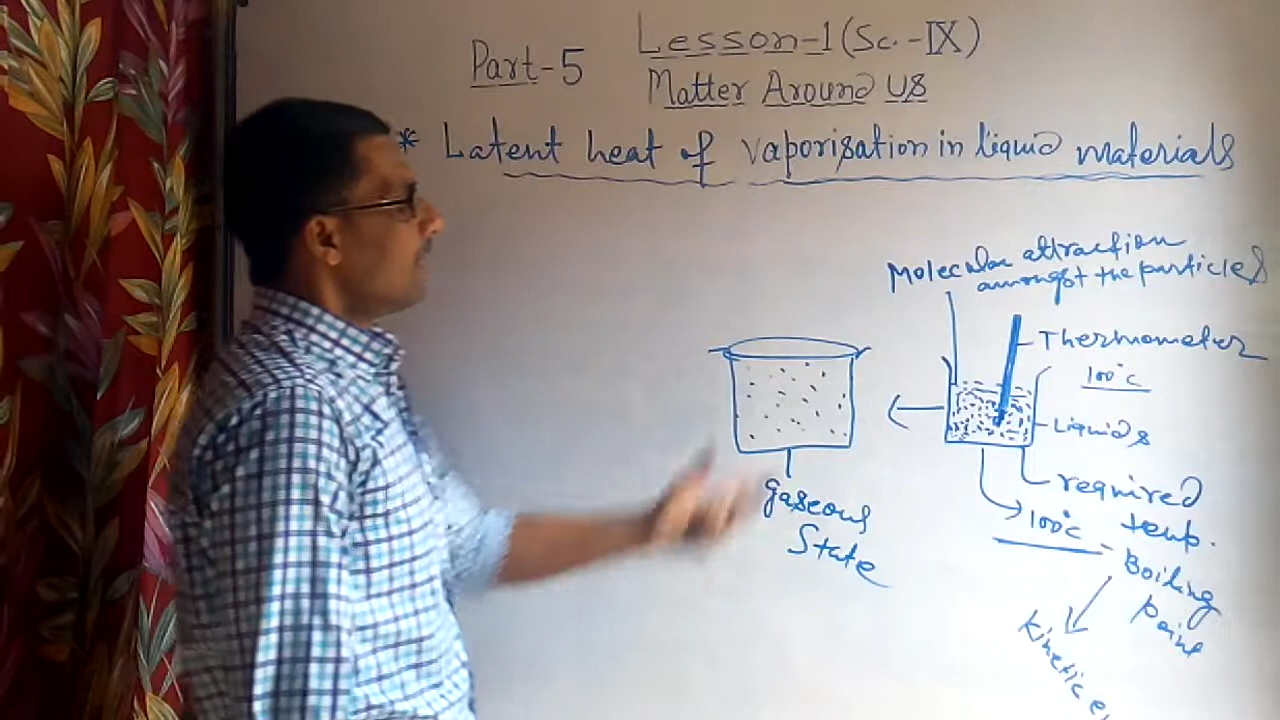 Part-5
Lesson-1 (Sc.-IX)
Matter Around us
* Latent heat of vaporisation in liquid materials
Molecular attraction
amongst the particles
Thermometer
100°C
Liquids
required
temp.
100°C - Boiling
Point
Kinetic e
gaseous
State